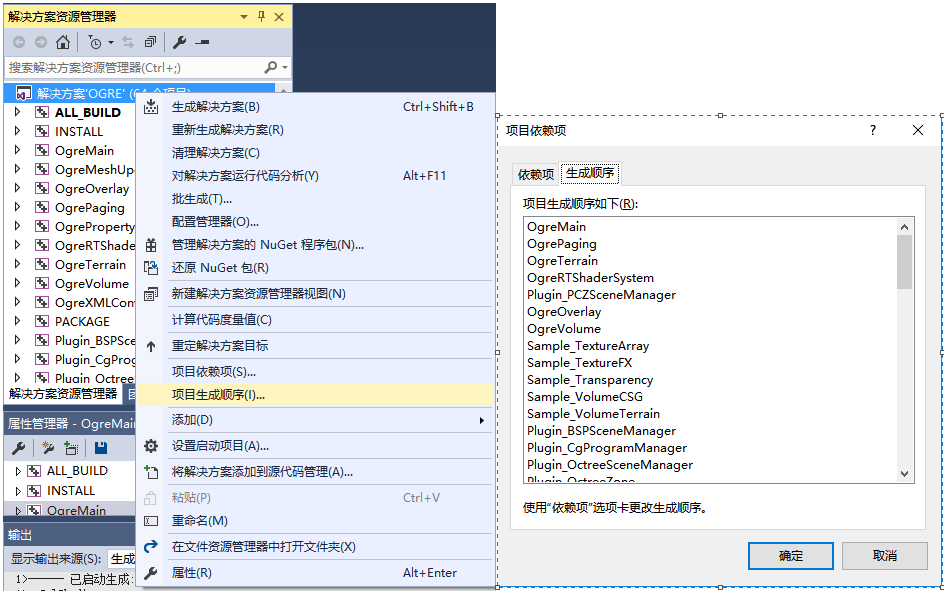 解决方案资源管理器
搜索解决方案资源管理器(Ctrl+;)
解决方案'OGRE' (64 个项目)
ALL_BUILD
INSTALL
OgreMain
OgreMeshUp
OgreOverlay
OgrePaging
OgreProperty
OgreRTShade
OgreTerrain
OgreVolume
OgreXMLCon
PACKAGE
Plugin_BSPSce
Plugin_CgProg
Plugin_Octree
解决方案资源管理器
属性管理器 - OgreMain
ALL_BUILD
INSTALL
OgreMain
输出
显示输出来源(S): 生成
1>------ 已启动生成:
生成解决方案(B) Ctrl+Shift+B
重新生成解决方案(R)
清理解决方案(C)
对解决方案运行代码分析(Y) Alt+F11
批生成(T)...
配置管理器(O)...
管理解决方案的 NuGet 程序包(N)...
还原 NuGet 包(R)
新建解决方案资源管理器视图(N)
计算代码度量值(C)
重定解决方案目标
项目依赖项(S)...
项目生成顺序(I)...
添加(D)
设置启动项目(A)...
将解决方案添加到源代码管理(A)...
粘贴(P) Ctrl+V
重命名(M)
在文件资源管理器中打开文件夹(X)
属性(R) Alt+Enter
项目依赖项 ?
依赖项 生成顺序
项目生成顺序如下(R):
OgreMain
OgrePaging
OgreTerrain
OgreRTShaderSystem
Plugin_PCZSceneManager
OgreOverlay
OgreVolume
Sample_TextureArray
Sample_TextureFX
Sample_Transparency
Sample_VolumeCSG
Sample_VolumeTerrain
Plugin_BSPSceneManager
Plugin_CgProgramManager
Plugin_OctreeSceneManager
Plugin_OctreeZone
使用“依赖项”选项卡更改生成顺序。
确定 取消